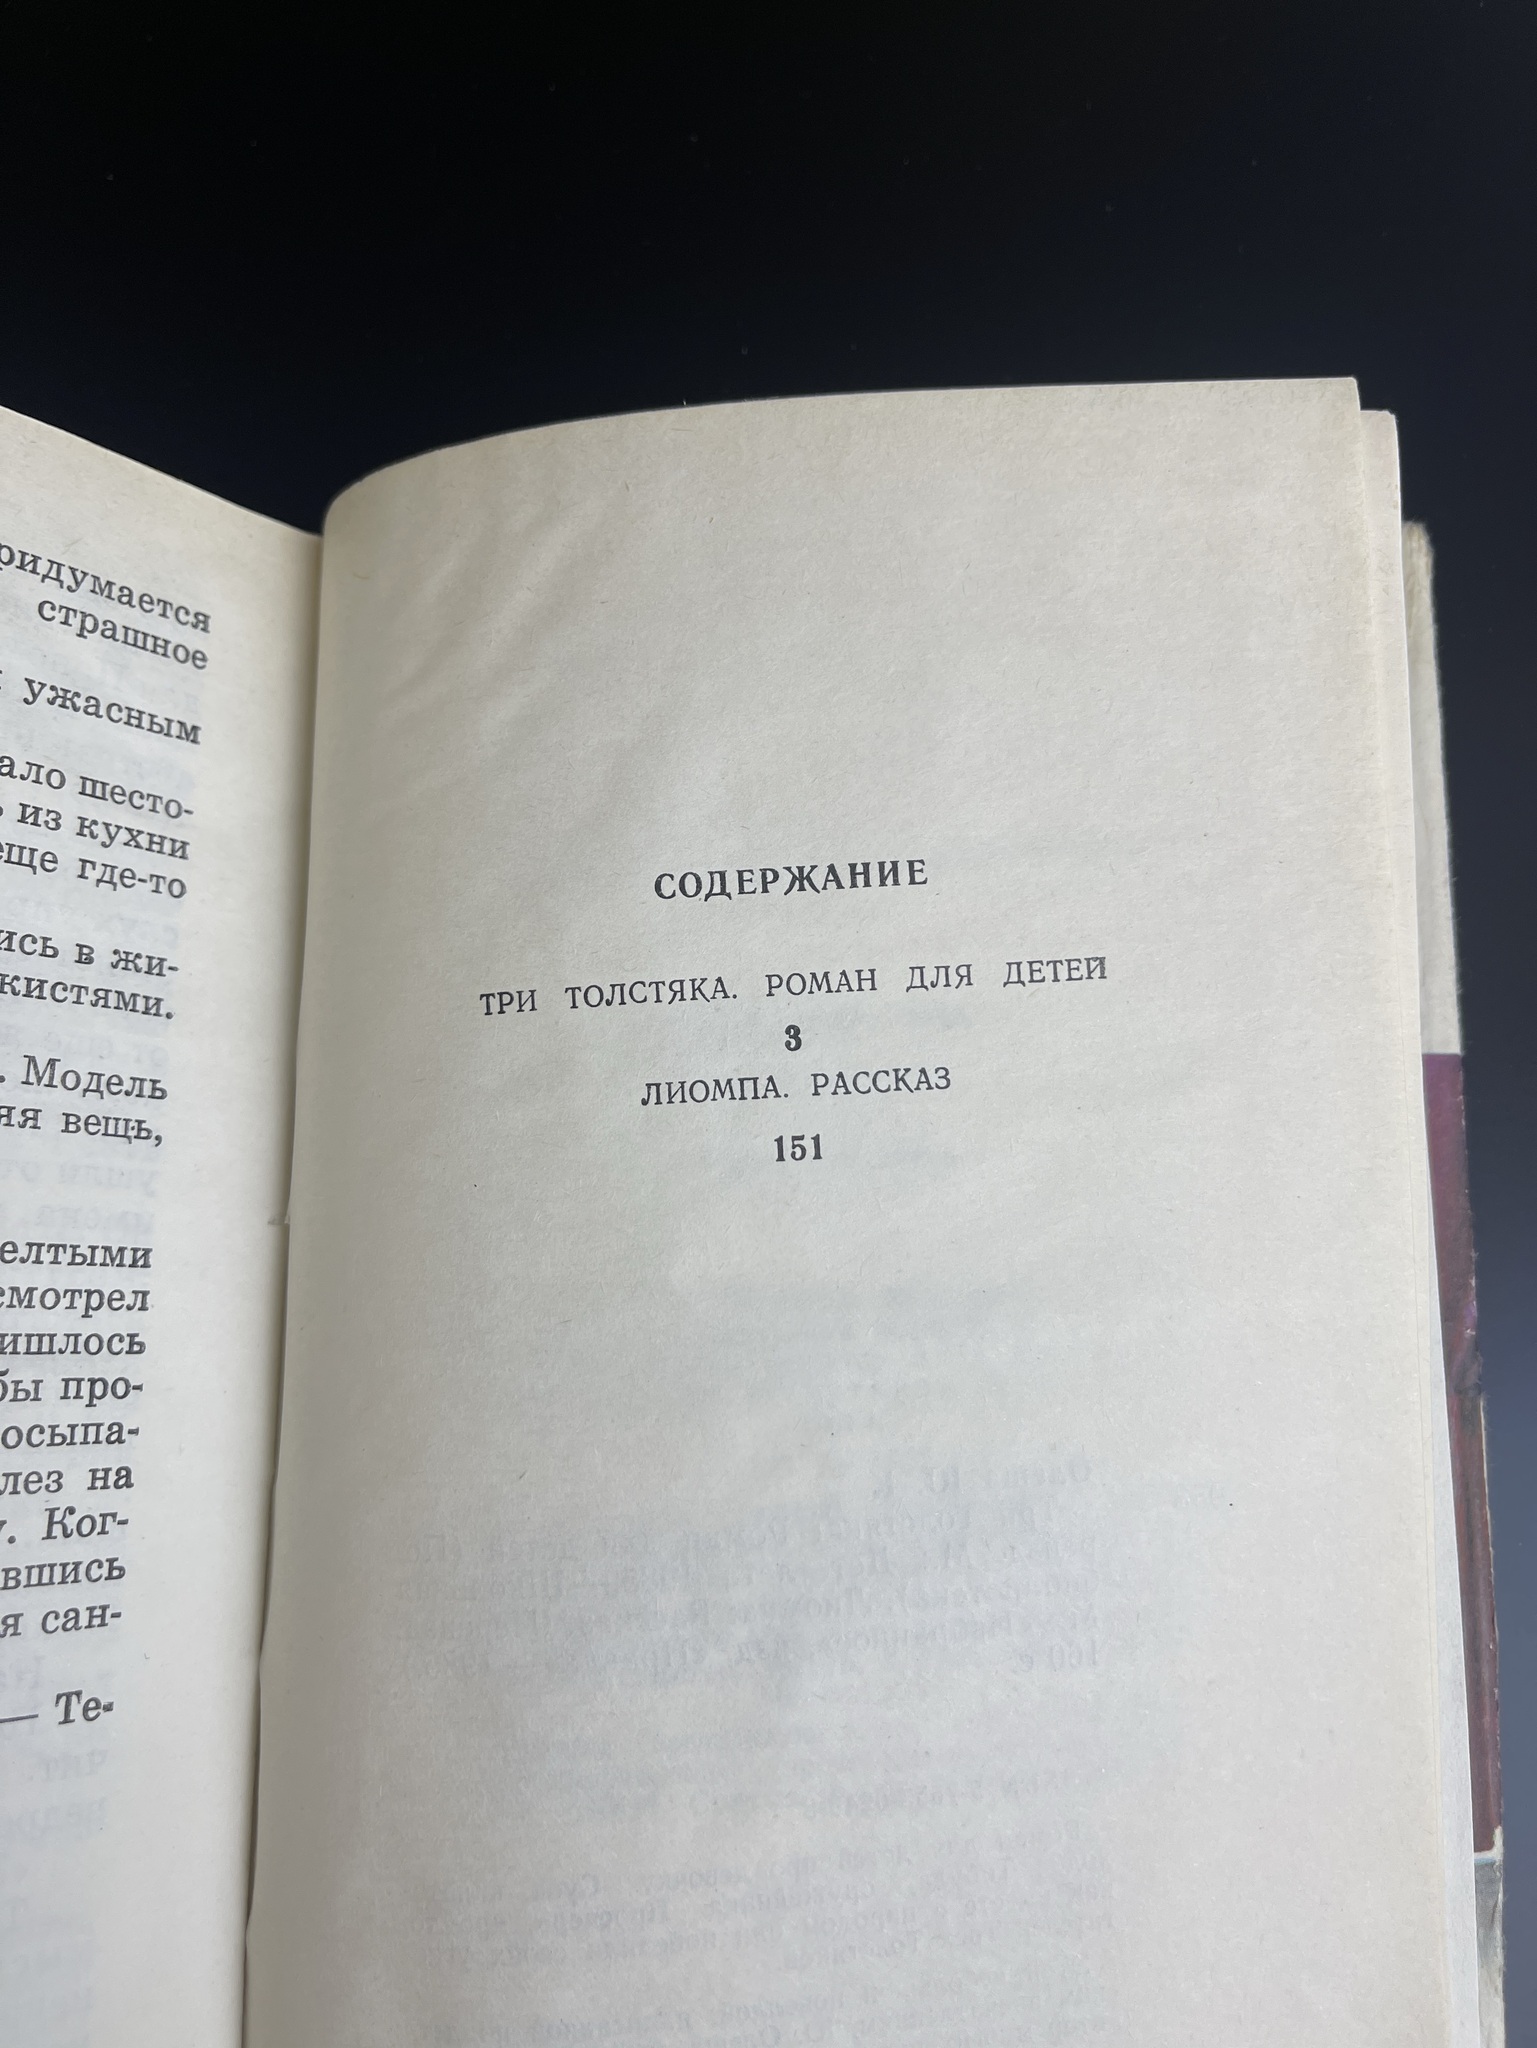 ридумается
страшное
ужасным
ало шесто-
из кухни
еще где-то
ись в жи-
кистями.
. Модель
яя вещь,
елтыми
смотрел
ишлось
бы про-
осыпа-
лез на
. Ког-
вшись
я сан-
— Те-
СОДЕРЖАНИЕ
ТРИ ТОЛСТЯКА. РОМАН ДЛЯ ДЕТЕЙ
3
ЛИОМПА. РАССКАЗ
151